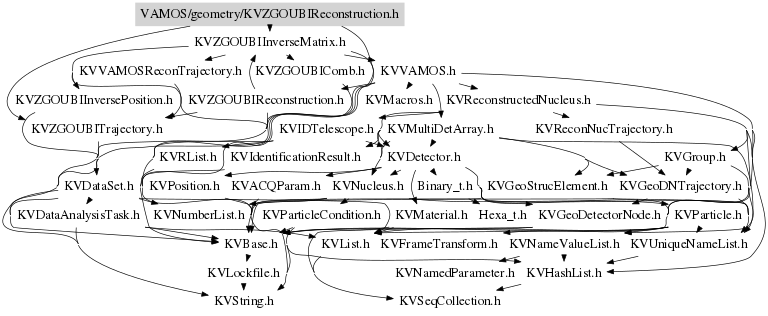 VAMOS/geometry/KVZGOUBIReconstruction.h
KVZGOUBIInverseMatrix.h
KVVAMOSReconTrajectory.h KVZGOUBIComb.h KVVAMOS.h
KVZGOUBIInversePosition.h KVZGOUBIReconstruction.h KVMacros.h KVReconstructedNucleus.h
KVZGOUBITrajectory.h KVIDTelescope.h KVMultiDetArray.h KVReconNucTrajectory.h
KVRList.h KVIdentificationResult.h KVDetector.h KVGroup.h
KVDataSet.h KVPosition.h KVACQParam.h KVNucleus.h Binary_t.h KVGeoStrucElement.h KVGeoDNTrajectory.h
KVDataAnalysisTask.h KVNumberList.h KVParticleCondition.h KVMaterial.h Hexa_t.h KVGeoDetectorNode.h KVParticle.h
KVBase.h KVList.h KVFrameTransform.h KVNameValueList.h KVUniqueNameList.h
KVLockfile.h KVNamedParameter.h KVHashList.h
KVString.h KVSeqCollection.h